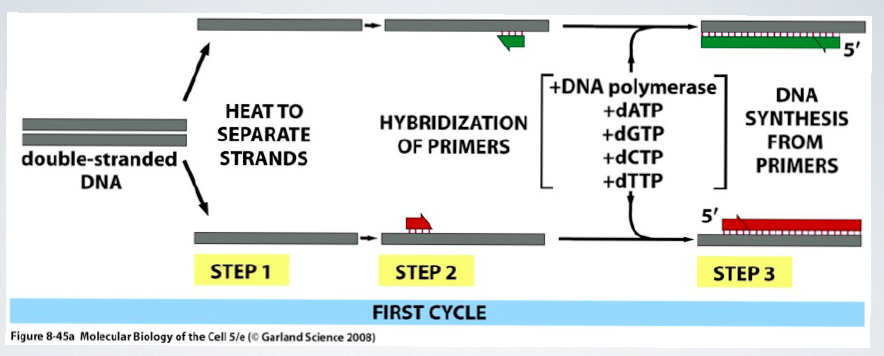 5′
+DNA polymerase
+dATP
+dGTP
+dCTP
+dTTP
DNA
SYNTHESIS
FROM
PRIMERS
HEAT TO
SEPARATE
STRANDS
HYBRIDIZATION
OF PRIMERS
double-stranded
DNA
5′
STEP 1
STEP 2
STEP 3
FIRST CYCLE
Figure 8-45a Molecular Biology of the Cell 5/e (© Garland Science 2008)